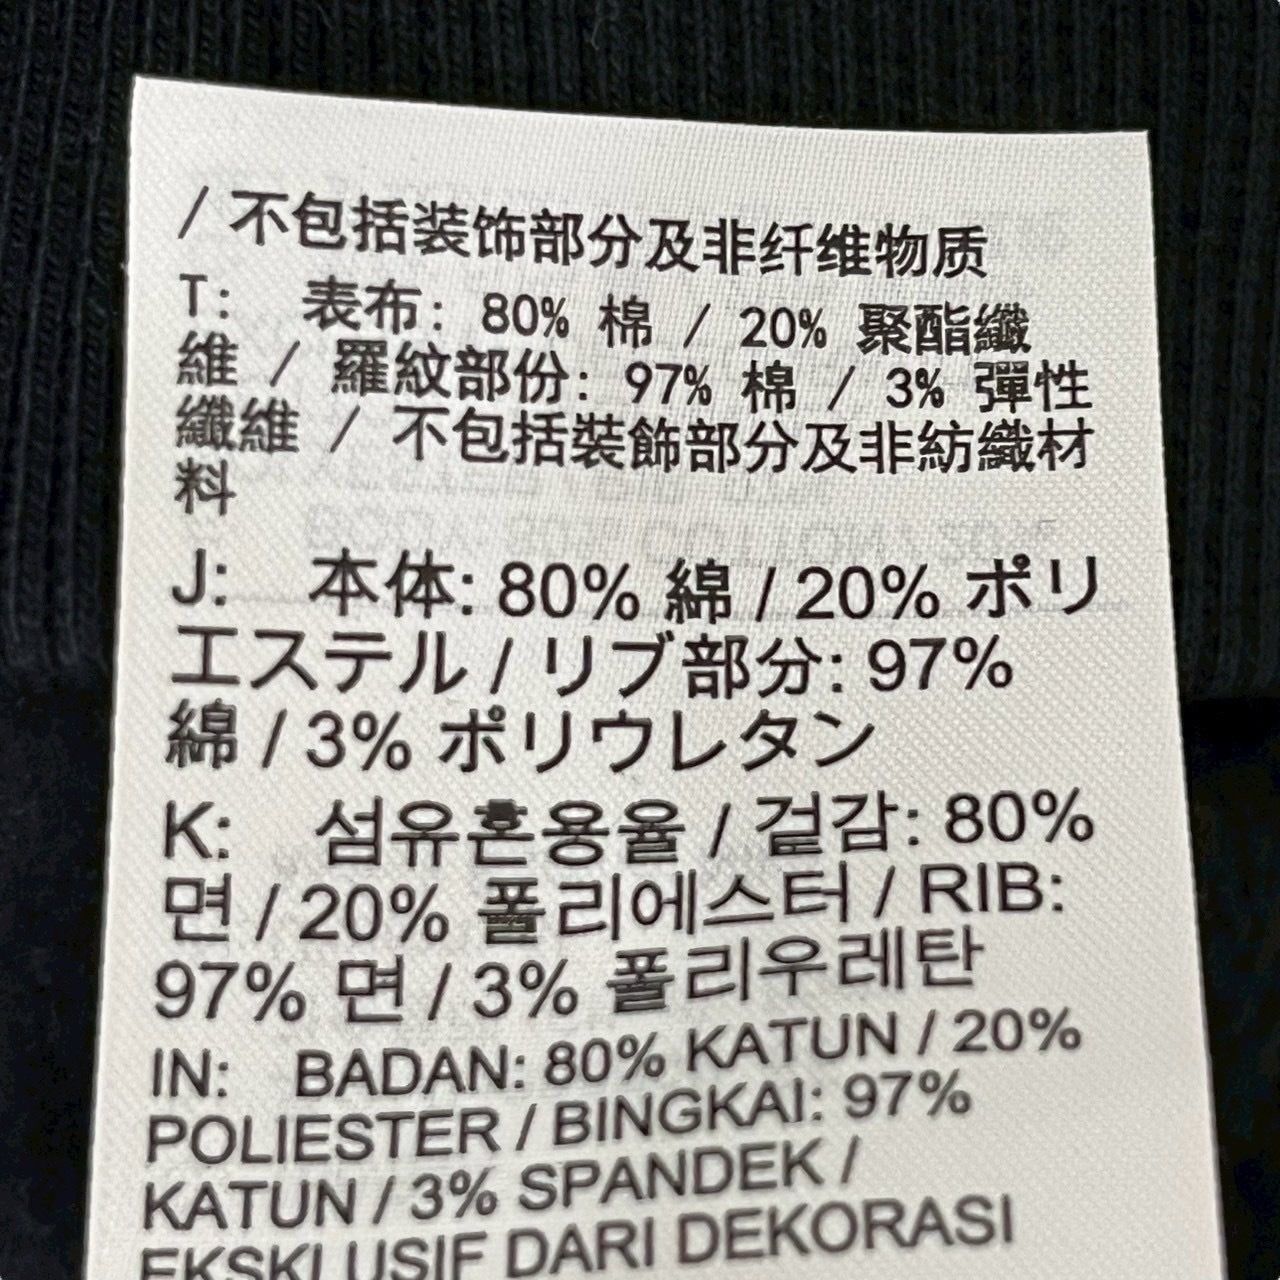 / 不包括装饰部分及非纤维物质
T: 表布: 80% 棉 / 20% 聚酯纖
維 / 羅紋部份: 97% 棉 / 3% 彈性
纖維 / 不包括裝飾部分及非紡織材
料
J: 本体: 80% 綿 / 20% ポリ
エステル / リブ部分: 97%
綿 / 3% ポリウレタン
K: 섬유혼용율 / 겉감: 80%
면 / 20% 폴리에스터 / RIB:
97% 면 / 3% 폴리우레탄
IN: BADAN: 80% KATUN / 20%
POLIESTER / BINGKAI: 97%
KATUN / 3% SPANDEK /
EKSKLUSIF DARI DEKORASI